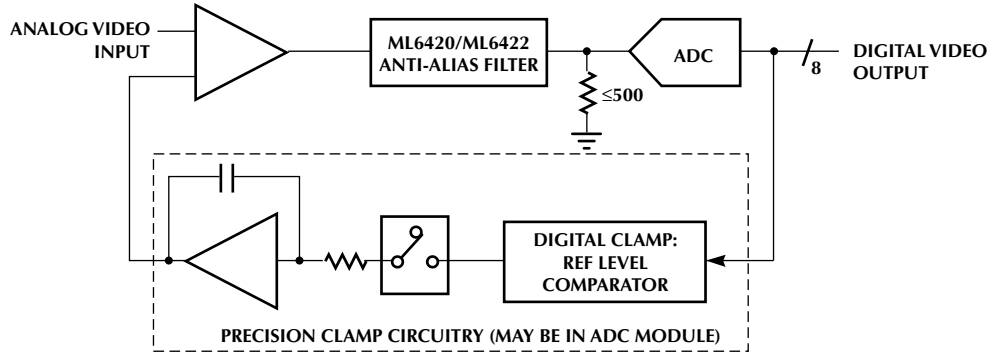 ANALOG VIDEO
INPUT
ML6420/ML6422
ANTI-ALIAS FILTER
≤500
ADC
8
DIGITAL VIDEO
OUTPUT
DIGITAL CLAMP:
REF LEVEL
COMPARATOR
PRECISION CLAMP CIRCUITRY (MAY BE IN ADC MODULE)